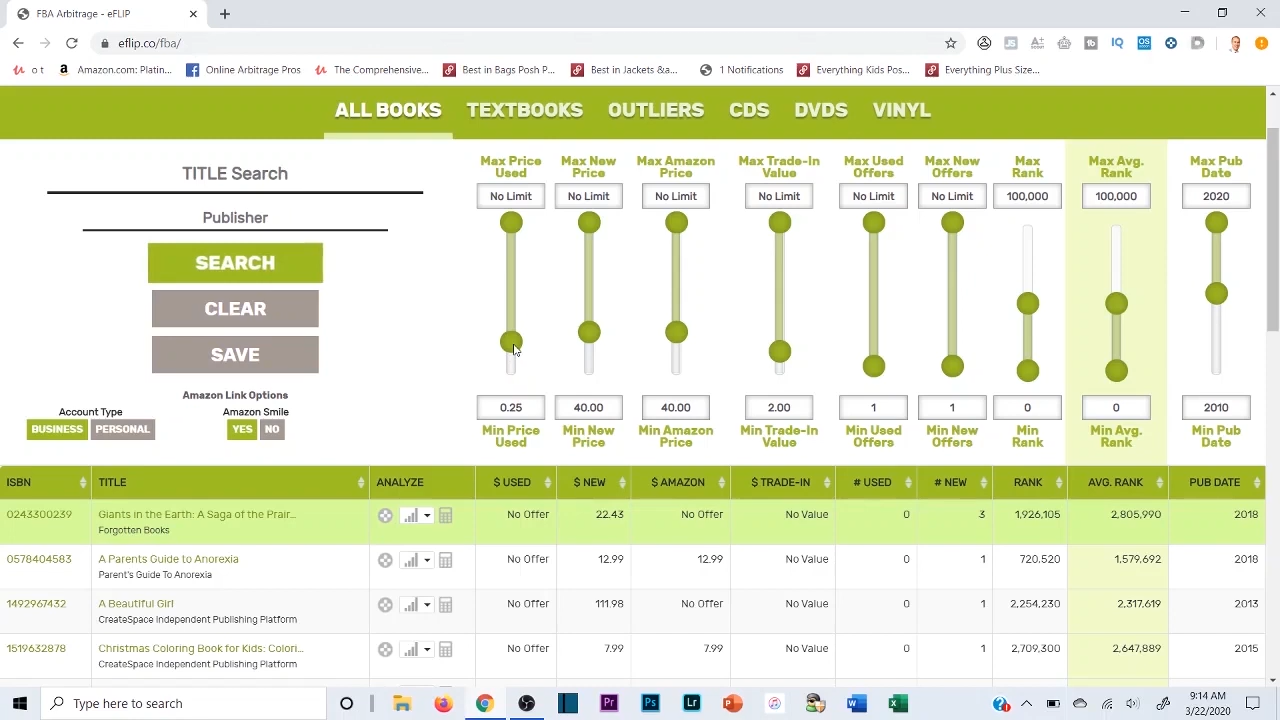 FBA Arbitrage - eFLIP
eflip.co/fba/
o t
Amazon.com: Platin...
Online Arbitrage Pros
The Comprehensive...
Best in Bags Posh P...
Best in Jackets &a...
1 Notifications
Everything Kids Pos...
Everything Plus Size...
ALL BOOKS TEXTBOOKS OUTLIERS CDS DVDS VINYL
TITLE Search
Publisher
SEARCH
CLEAR
SAVE
Amazon Link Options
Account Type
Amazon Smile
BUSINESS PERSONAL
YES NO
Max Price Used
Max New Price
Max Amazon Price
Max Trade-In Value
Max Used Offers
Max New Offers
Max Rank
Max Avg. Rank
Max Pub Date
No Limit No Limit No Limit No Limit No Limit No Limit 100,000 100,000 2020
0.25 40.00 40.00 2.00 1 1 0 0 2010
Min Price Used
Min New Price
Min Amazon Price
Min Trade-In Value
Min Used Offers
Min New Offers
Min Rank
Min Avg. Rank
Min Pub Date
ISBN TITLE ANALYZE $ USED $ NEW $ AMAZON $ TRADE-IN # USED # NEW RANK AVG. RANK PUB DATE
0243300239 Giants in the Earth: A Saga of the Prair... No Offer 22.43 No Offer No Value 0 3 1,926,105 2,805,990 2018
Forgotten Books
0578404583 A Parents Guide to Anorexia No Offer 12.99 12.99 No Value 0 1 720,520 1,579,692 2018
Parent's Guide To Anorexia
1492967432 A Beautiful Girl No Offer 111.98 No Offer No Value 0 1 2,254,230 2,317,619 2013
CreateSpace Independent Publishing Platform
1519632878 Christmas Coloring Book for Kids: Colori... No Offer 7.99 7.99 No Value 0 1 2,709,300 2,647,889 2015
CreateSpace Independent Publishing Platform
Type here to search
9:14 AM
3/22/2020